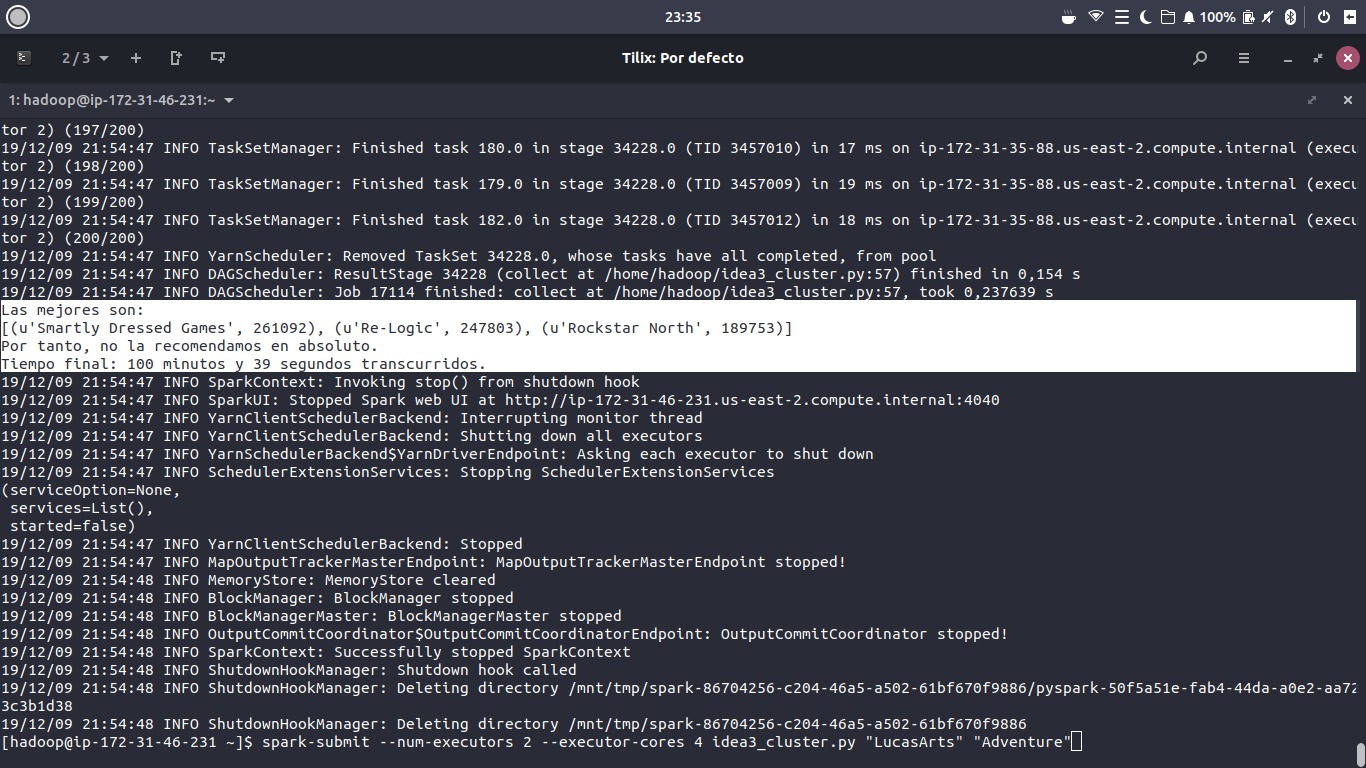 23:35
100%
2 / 3
Tilix: Por defecto
1: hadoop@ip-172-31-46-231:~
tor 2) (197/200)
19/12/09 21:54:47 INFO TaskSetManager: Finished task 180.0 in stage 34228.0 (TID 3457010) in 17 ms on ip-172-31-35-88.us-east-2.compute.internal (execu
tor 2) (198/200)
19/12/09 21:54:47 INFO TaskSetManager: Finished task 179.0 in stage 34228.0 (TID 3457009) in 19 ms on ip-172-31-35-88.us-east-2.compute.internal (execu
tor 2) (199/200)
19/12/09 21:54:47 INFO TaskSetManager: Finished task 182.0 in stage 34228.0 (TID 3457012) in 18 ms on ip-172-31-35-88.us-east-2.compute.internal (execu
tor 2) (200/200)
19/12/09 21:54:47 INFO YarnScheduler: Removed TaskSet 34228.0, whose tasks have all completed, from pool
19/12/09 21:54:47 INFO DAGScheduler: ResultStage 34228 (collect at /home/hadoop/idea3_cluster.py:57) finished in 0,154 s
19/12/09 21:54:47 INFO DAGScheduler: Job 17114 finished: collect at /home/hadoop/idea3_cluster.py:57, took 0,237639 s
Las mejores son:
[(u'Smartly Dressed Games', 261092), (u'Re-Logic', 247803), (u'Rockstar North', 189753)]
Por tanto, no la recomendamos en absoluto.
Tiempo final: 100 minutos y 39 segundos transcurridos.
19/12/09 21:54:47 INFO SparkContext: Invoking stop() from shutdown hook
19/12/09 21:54:47 INFO SparkUI: Stopped Spark web UI at http://ip-172-31-46-231.us-east-2.compute.internal:4040
19/12/09 21:54:47 INFO YarnClientSchedulerBackend: Interrupting monitor thread
19/12/09 21:54:47 INFO YarnClientSchedulerBackend: Shutting down all executors
19/12/09 21:54:47 INFO YarnSchedulerBackend$YarnDriverEndpoint: Asking each executor to shut down
19/12/09 21:54:47 INFO SchedulerExtensionServices: Stopping SchedulerExtensionServices
(serviceOption=None,
 services=List(),
 started=false)
19/12/09 21:54:47 INFO YarnClientSchedulerBackend: Stopped
19/12/09 21:54:47 INFO MapOutputTrackerMasterEndpoint: MapOutputTrackerMasterEndpoint stopped!
19/12/09 21:54:48 INFO MemoryStore: MemoryStore cleared
19/12/09 21:54:48 INFO BlockManager: BlockManager stopped
19/12/09 21:54:48 INFO BlockManagerMaster: BlockManagerMaster stopped
19/12/09 21:54:48 INFO OutputCommitCoordinator$OutputCommitCoordinatorEndpoint: OutputCommitCoordinator stopped!
19/12/09 21:54:48 INFO SparkContext: Successfully stopped SparkContext
19/12/09 21:54:48 INFO ShutdownHookManager: Shutdown hook called
19/12/09 21:54:48 INFO ShutdownHookManager: Deleting directory /mnt/tmp/spark-86704256-c204-46a5-a502-61bf670f9886/pyspark-50f5a51e-fab4-44da-a0e2-aa72
3c3b1d38
19/12/09 21:54:48 INFO ShutdownHookManager: Deleting directory /mnt/tmp/spark-86704256-c204-46a5-a502-61bf670f9886
[hadoop@ip-172-31-46-231 ~]$ spark-submit --num-executors 2 --executor-cores 4 idea3_cluster.py "LucasArts" "Adventure"